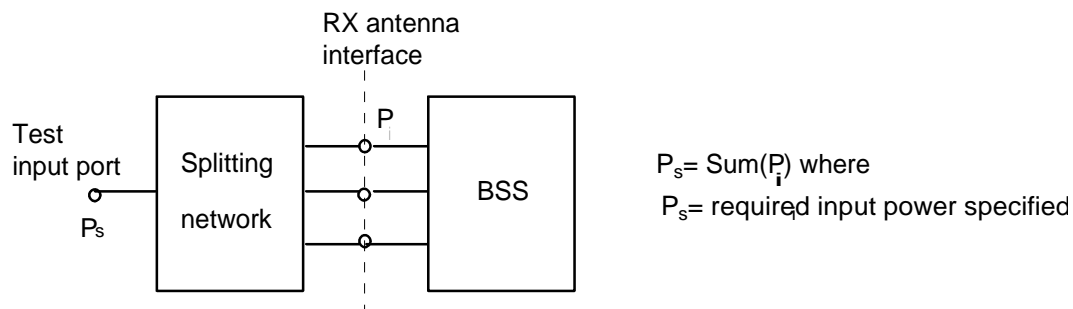 RX antenna
interface
Pi
Test
input port
Ps
Splitting
network
BSS
Ps= Sum(Pi) where
Ps= required input power specified